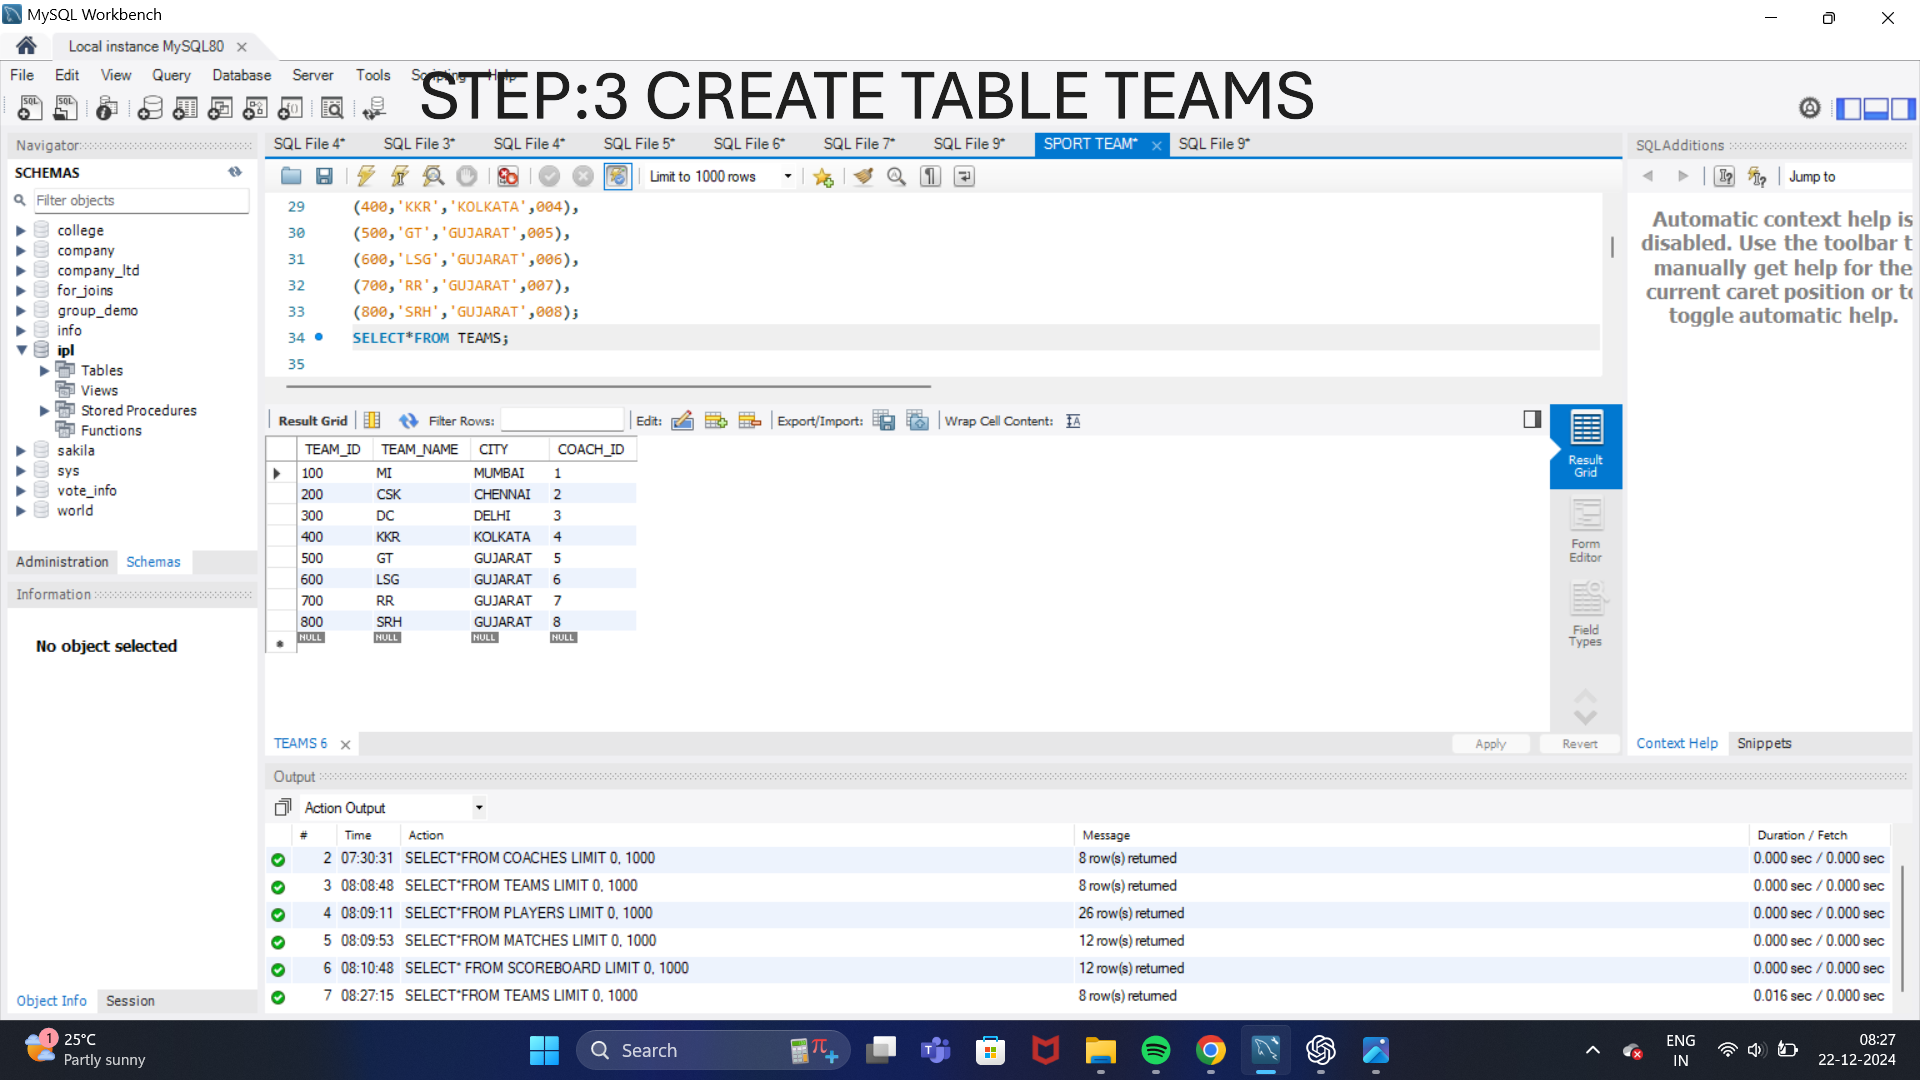 MySQL Workbench
Local instance MySQL80
File Edit View Query Database Server Tools Scripting Help
STEP:3 CREATE TABLE TEAMS
Navigator
SCHEMAS
Filter objects
college
company
company_ltd
for_joins
group_demo
info
ipl
Tables
Views
Stored Procedures
Functions
sakila
sys
vote_info
world
Administration Schemas
Information
No object selected
Object Info Session
SQL File 4* SQL File 3* SQL File 4* SQL File 5* SQL File 6* SQL File 7* SQL File 9* SPORT TEAM* SQL File 9*
Limit to 1000 rows
29 (400,'KKR','KOLKATA',004),
30 (500,'GT','GUJARAT',005),
31 (600,'LSG','GUJARAT',006),
32 (700,'RR','GUJARAT',007),
33 (800,'SRH','GUJARAT',008);
34 SELECT*FROM TEAMS;
35
Result Grid Filter Rows: Edit: Export/Import: Wrap Cell Content:
TEAM_ID TEAM_NAME CITY COACH_ID
100 MI MUMBAI 1
200 CSK CHENNAI 2
300 DC DELHI 3
400 KKR KOLKATA 4
500 GT GUJARAT 5
600 LSG GUJARAT 6
700 RR GUJARAT 7
800 SRH GUJARAT 8
NULL NULL NULL NULL
Result
Grid
Form
Editor
Field
Types
TEAMS 6
Apply Revert
SQLAdditions
Jump to
Automatic context help is
disabled. Use the toolbar t
manually get help for the
current caret position or to
toggle automatic help.
Context Help Snippets
Output
Action Output
# Time Action Message Duration / Fetch
2 07:30:31 SELECT*FROM COACHES LIMIT 0, 1000 8 row(s) returned 0.000 sec / 0.000 sec
3 08:08:48 SELECT*FROM TEAMS LIMIT 0, 1000 8 row(s) returned 0.000 sec / 0.000 sec
4 08:09:11 SELECT*FROM PLAYERS LIMIT 0, 1000 26 row(s) returned 0.000 sec / 0.000 sec
5 08:09:53 SELECT*FROM MATCHES LIMIT 0, 1000 12 row(s) returned 0.000 sec / 0.000 sec
6 08:10:48 SELECT* FROM SCOREBOARD LIMIT 0, 1000 12 row(s) returned 0.000 sec / 0.000 sec
7 08:27:15 SELECT*FROM TEAMS LIMIT 0, 1000 8 row(s) returned 0.016 sec / 0.000 sec
1
25°C
Partly sunny
Search
ENG
IN
08:27
22-12-2024